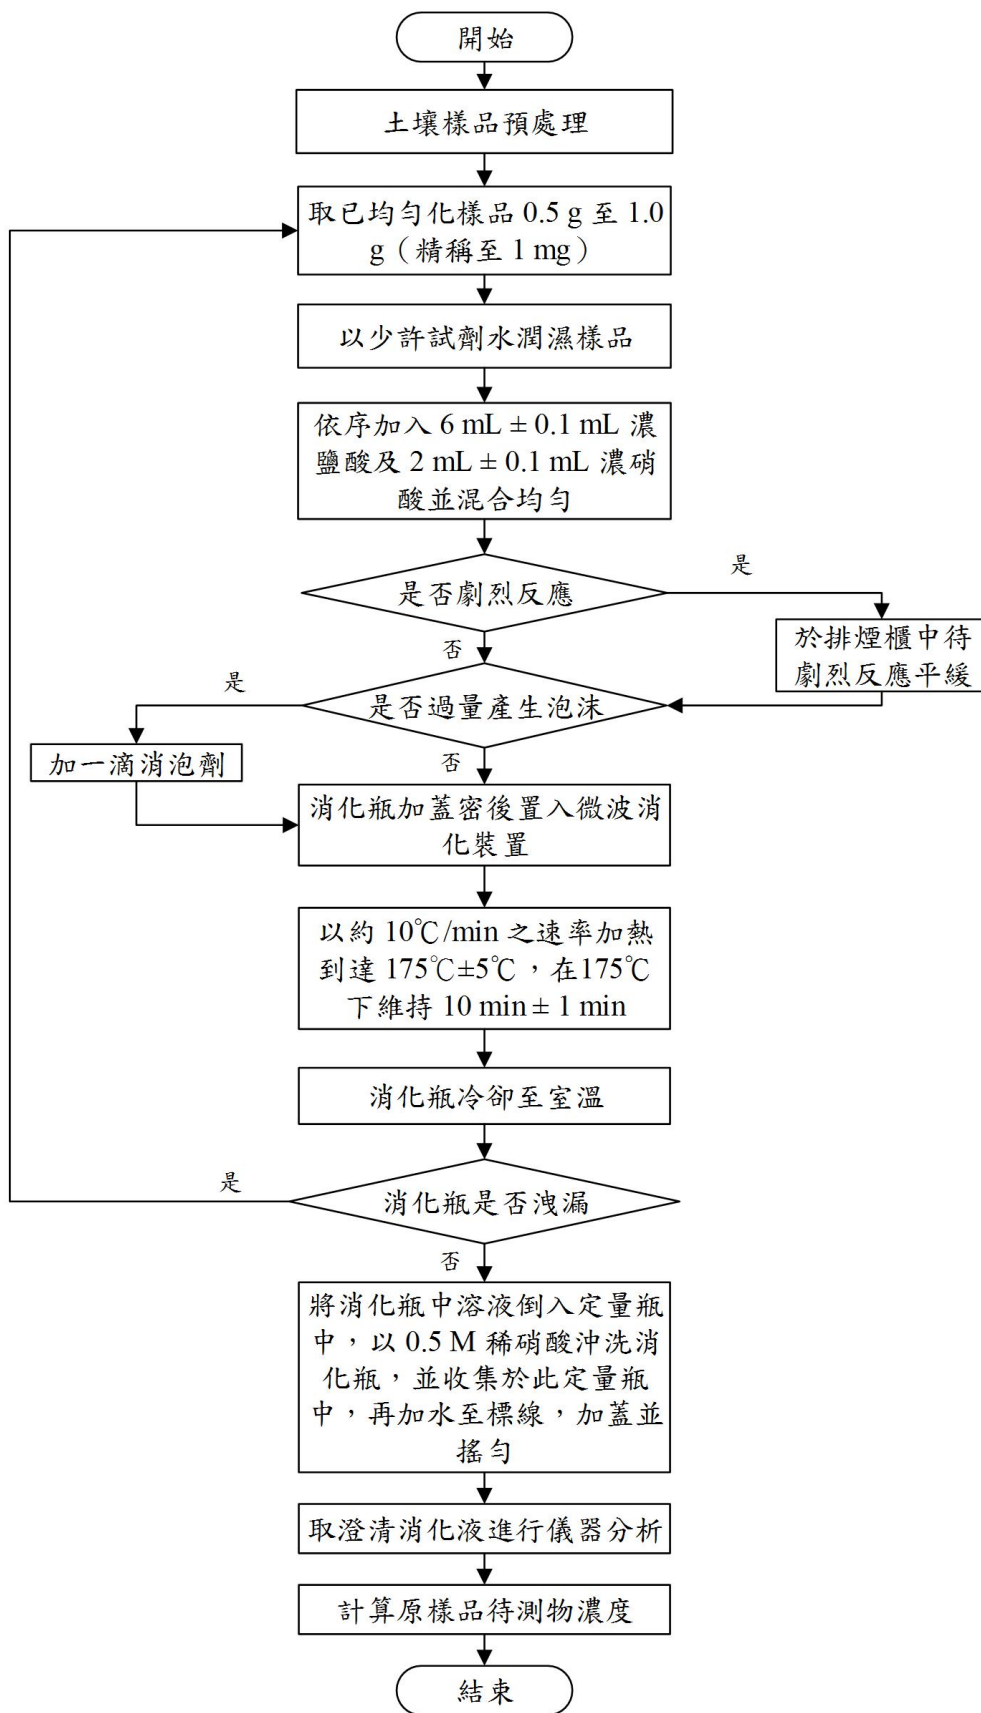 開始
土壤樣品預處理
取已均勻化樣品 0.5 g 至 1.0
g（精稱至 1 mg）
以少許試劑水潤濕樣品
依序加入 6 mL ± 0.1 mL 濃
鹽酸及 2 mL ± 0.1 mL 濃硝
酸並混合均勻
是否劇烈反應
是
否
於排煙櫃中待
劇烈反應平緩
是否過量產生泡沫
是
否
加一滴消泡劑
消化瓶加蓋密後置入微波消
化裝置
以約 10℃/min 之速率加熱
到達 175℃±5℃，在175℃
下維持 10 min ± 1 min
消化瓶冷卻至室溫
消化瓶是否洩漏
是
否
將消化瓶中溶液倒入定量瓶
中，以 0.5 M 稀硝酸沖洗消
化瓶，並收集於此定量瓶
中，再加水至標線，加蓋並
搖勻
取澄清消化液進行儀器分析
計算原樣品待測物濃度
結束